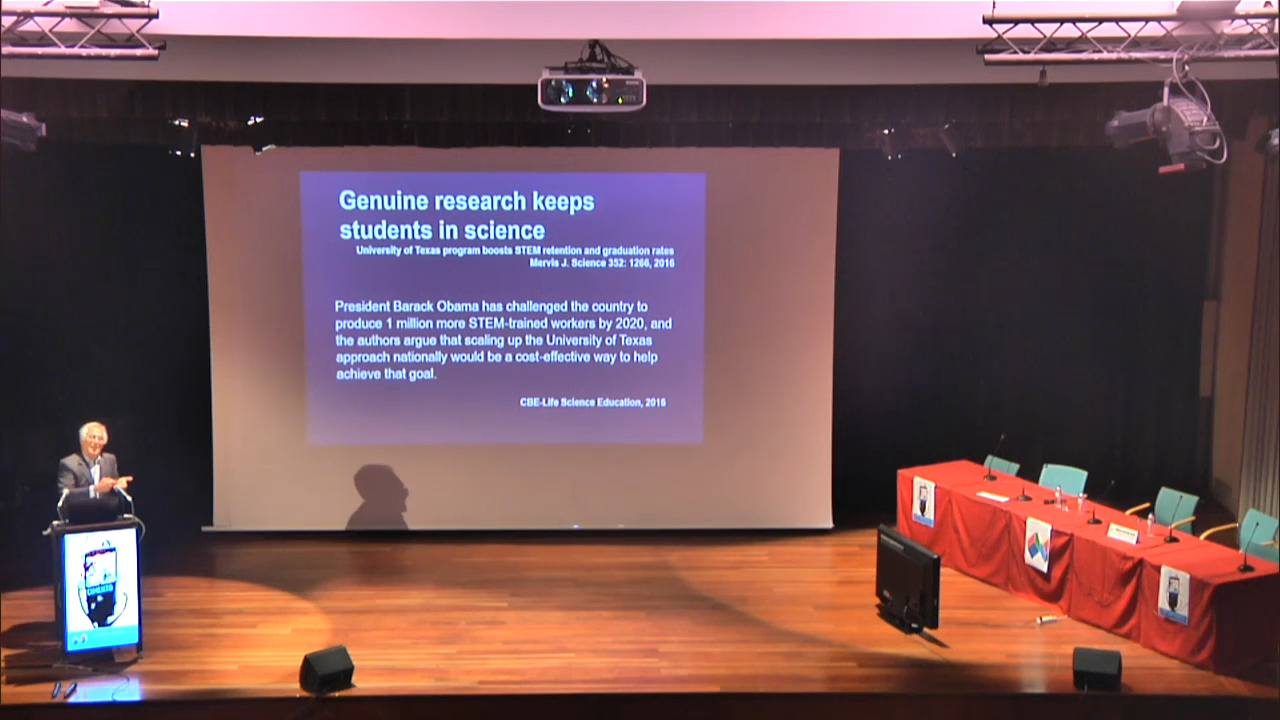 Genuine research keeps
students in science
University of Texas program boosts STEM retention and graduation rates
Mervis J. Science 352: 1266, 2016
President Barack Obama has challenged the country to
produce 1 million more STEM-trained workers by 2020, and
the authors argue that scaling up the University of Texas
approach nationally would be a cost-effective way to help
achieve that goal.
CBE-Life Science Education, 2016